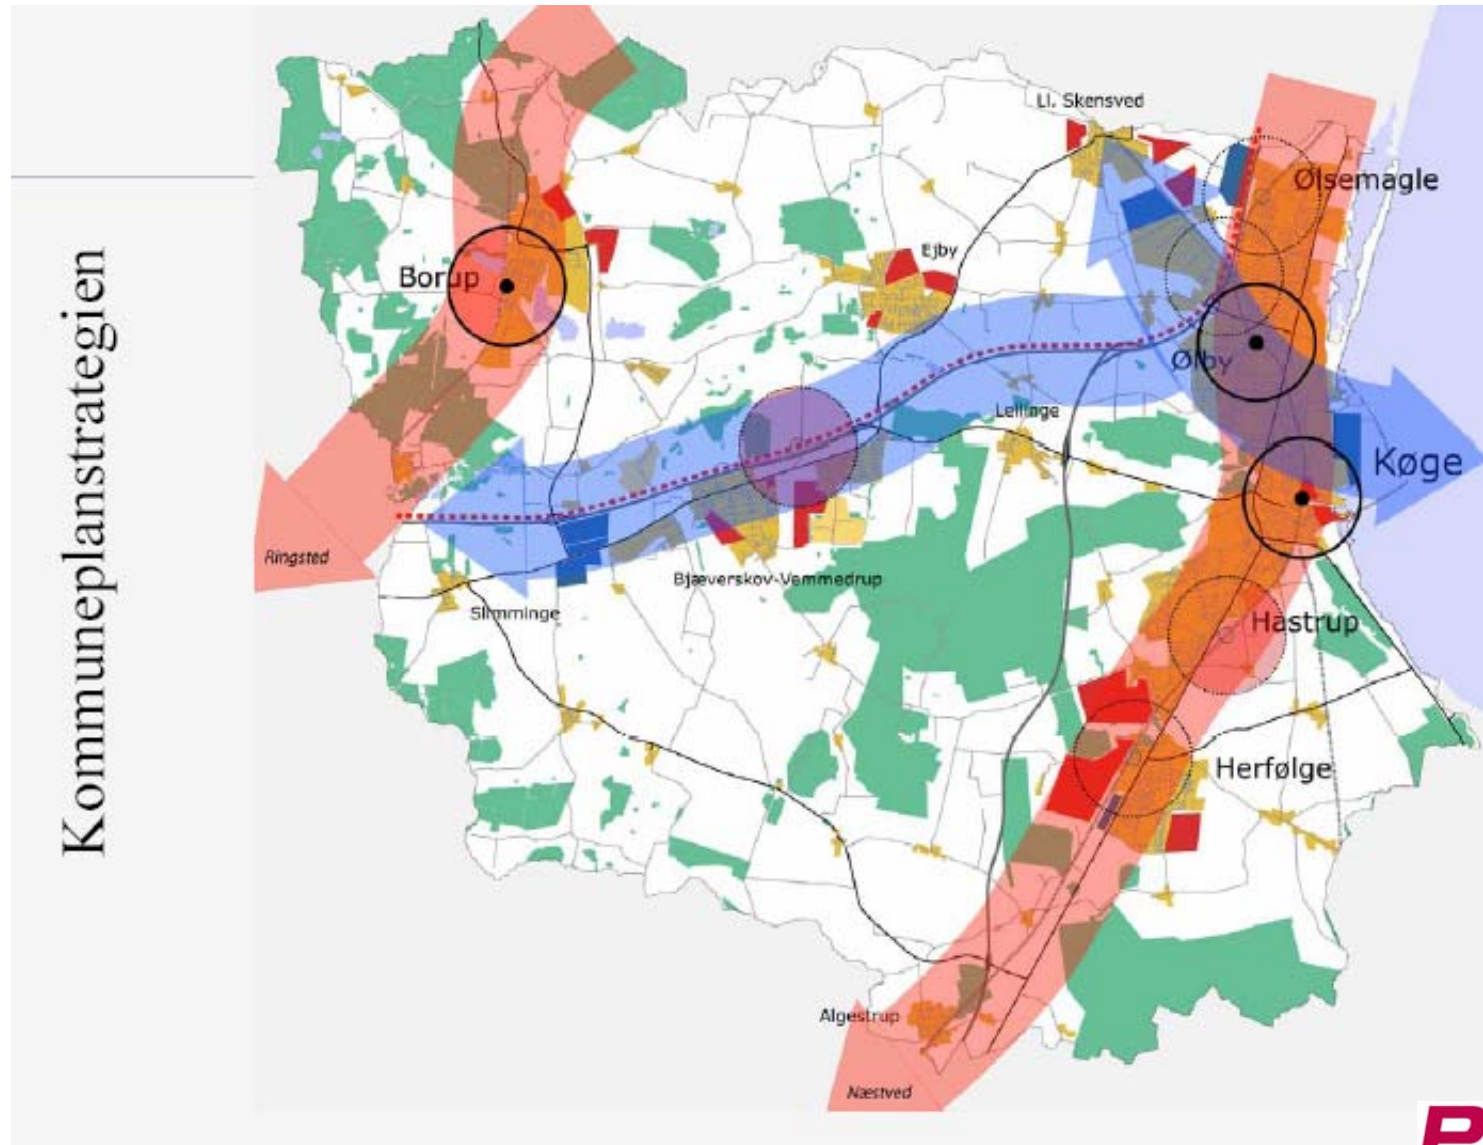 Kommuneplanstrategien
Ll. Skensved
Ølsemagle
Ejby
Borup
Ølby
Lellinge
Køge
Ringsted
Bjæverskov-Vemmedrup
Slimminge
Hastrup
Herfølge
Algestrup
Næstved